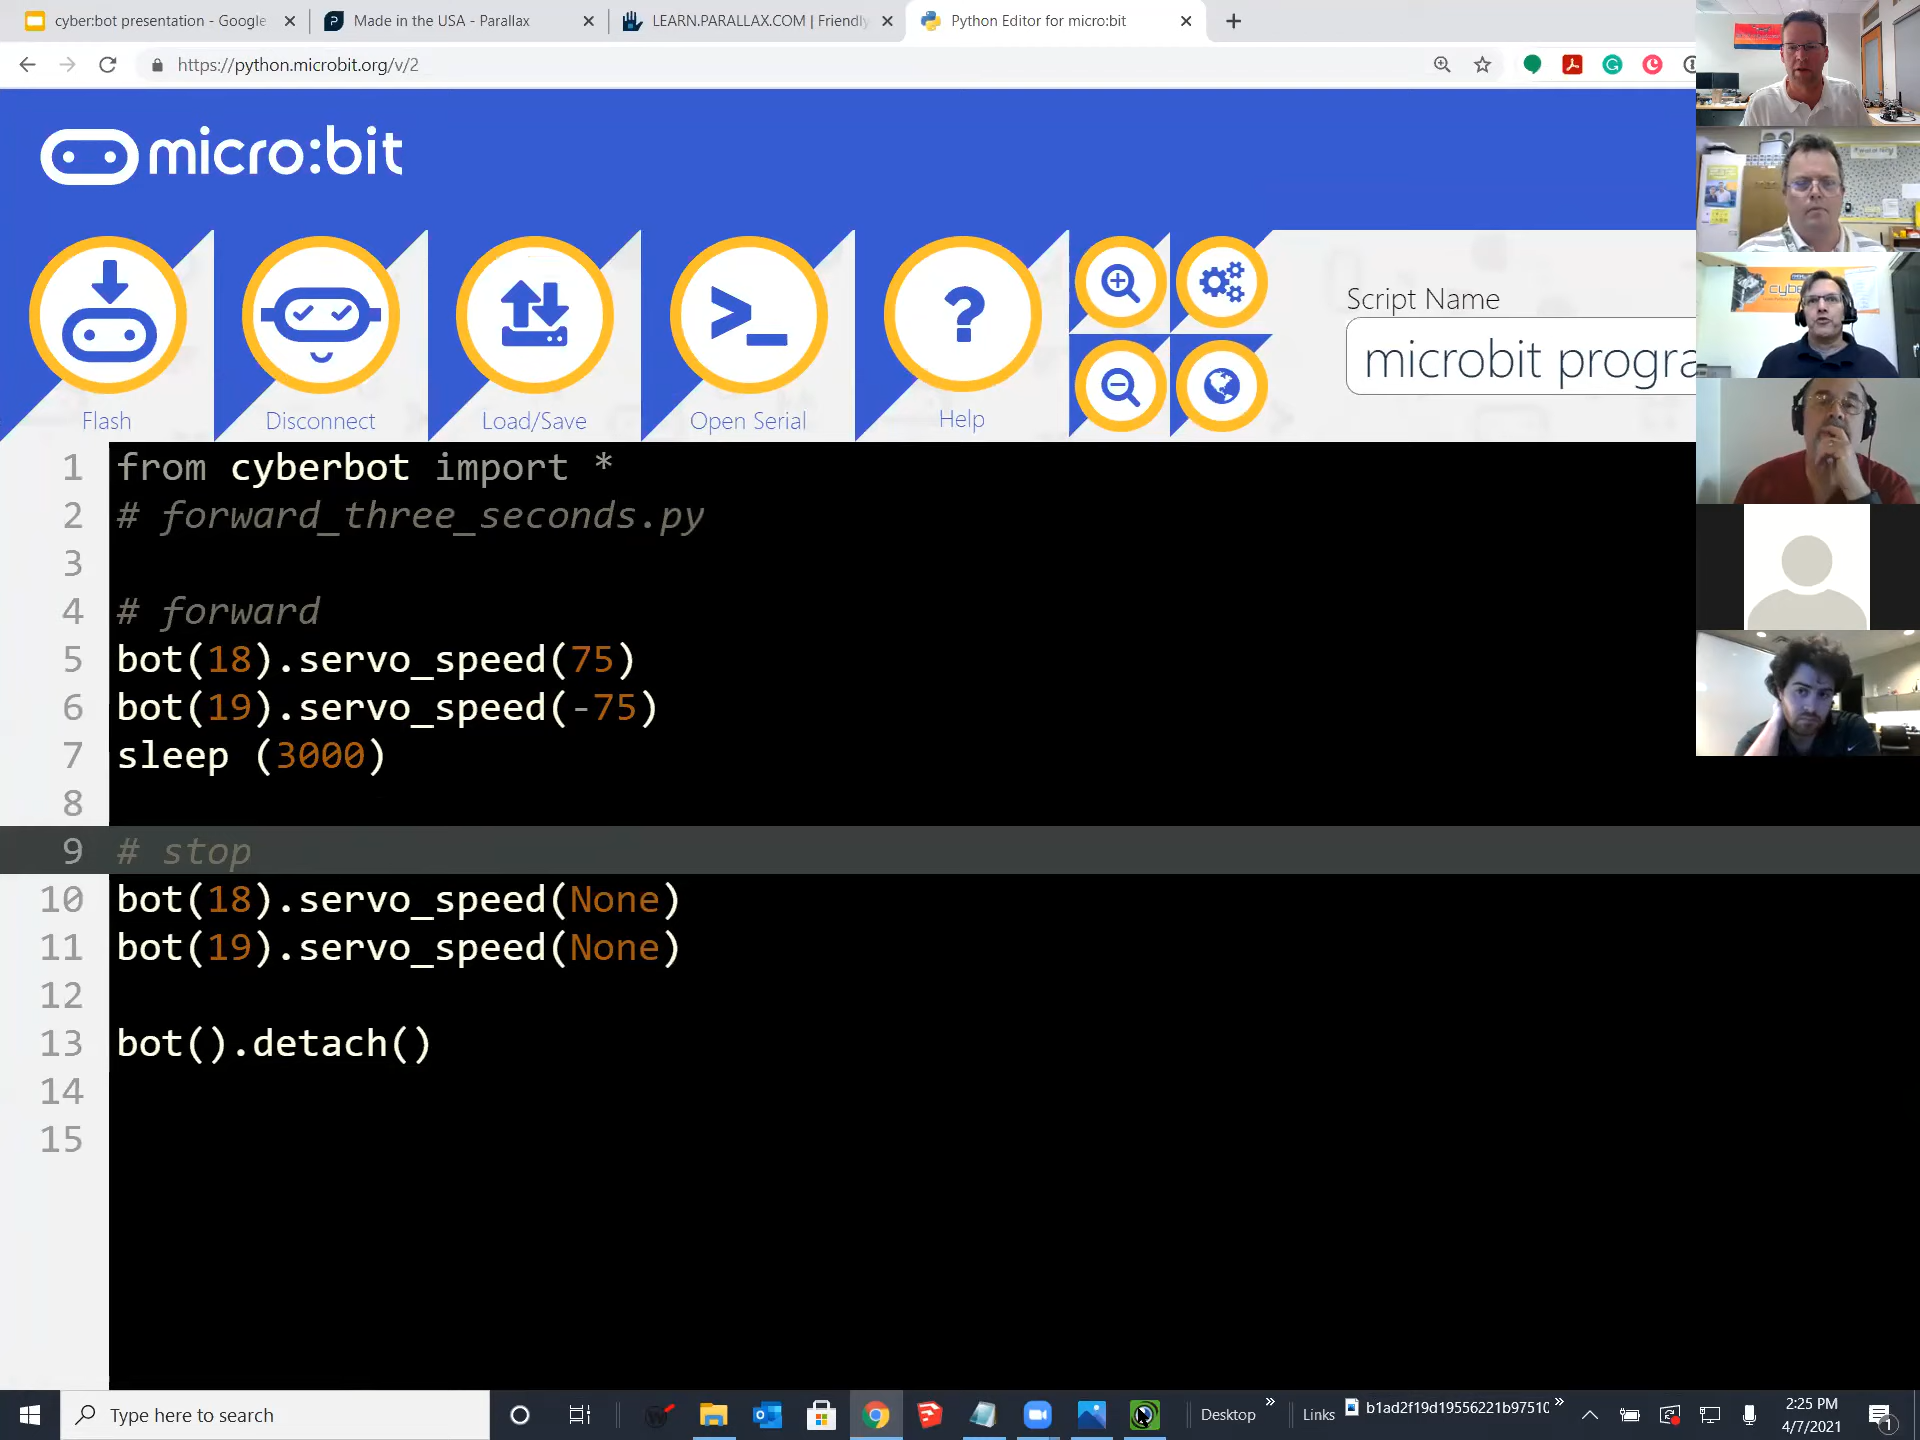 cyber:bot presentation - Google
Made in the USA - Parallax
LEARN.PARALLAX.COM | Friendly
Python Editor for micro:bit
https://python.microbit.org/v/2
micro:bit
Flash
Disconnect
Load/Save
Open Serial
Help
Script Name
microbit progra
1 from cyberbot import *
2 # forward_three_seconds.py
3
4 # forward
5 bot(18).servo_speed(75)
6 bot(19).servo_speed(-75)
7 sleep (3000)
8
9 # stop
10 bot(18).servo_speed(None)
11 bot(19).servo_speed(None)
12
13 bot().detach()
14
15
Type here to search
Desktop
Links
b1ad2f19d19556221b9751(
2:25 PM
4/7/2021
1